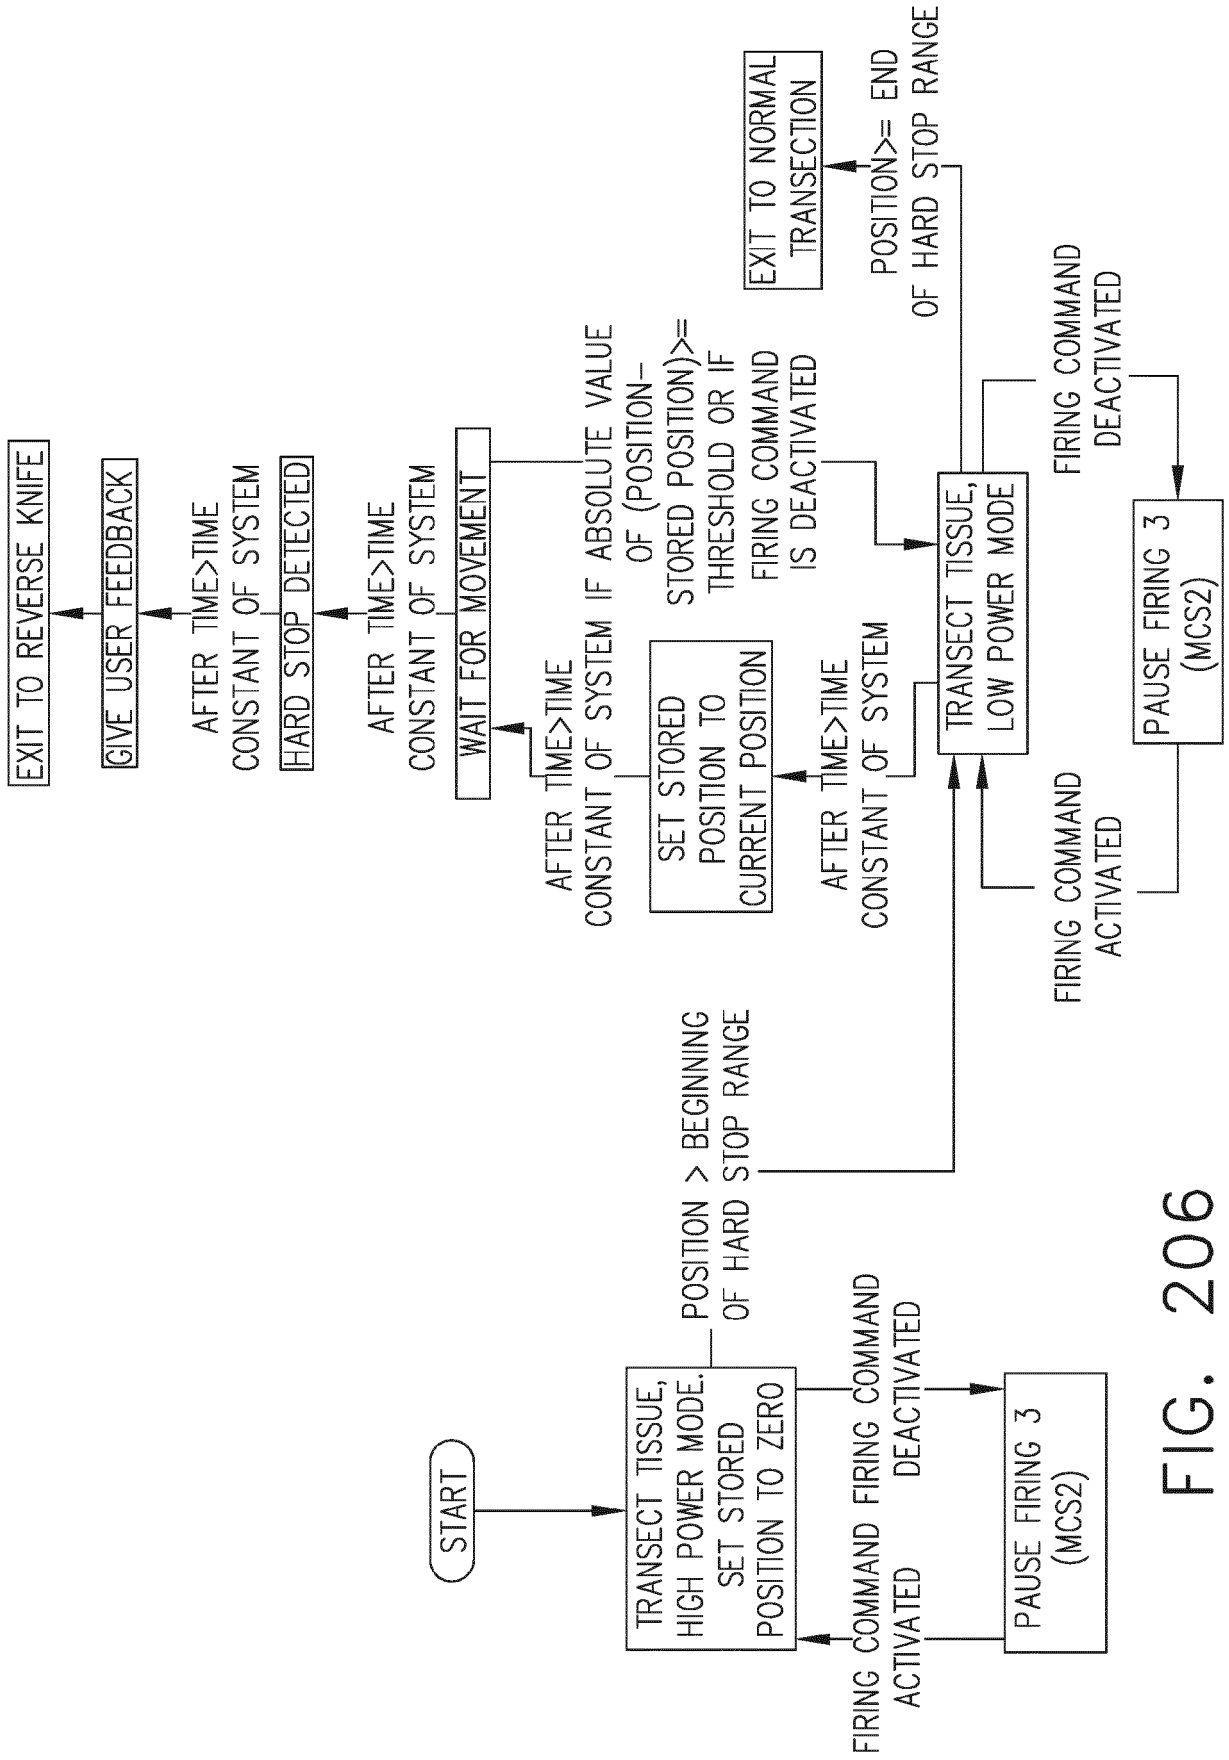 START
TRANSECT TISSUE,
HIGH POWER MODE.
SET STORED
POSITION TO ZERO
FIRING COMMAND
ACTIVATED
FIRING COMMAND
DEACTIVATED
PAUSE FIRING 3
(MCS2)
POSITION > BEGINNING
OF HARD STOP RANGE
EXIT TO REVERSE KNIFE
GIVE USER FEEDBACK
AFTER TIME>TIME
CONSTANT OF SYSTEM
HARD STOP DETECTED
AFTER TIME>TIME
CONSTANT OF SYSTEM
WAIT FOR MOVEMENT
AFTER TIME>TIME
CONSTANT OF SYSTEM
IF ABSOLUTE VALUE
OF (POSITION-
STORED POSITION)>=
THRESHOLD OR IF
FIRING COMMAND
IS DEACTIVATED
SET STORED
POSITION TO
CURRENT POSITION
AFTER TIME>TIME
CONSTANT OF SYSTEM
TRANSECT TISSUE,
LOW POWER MODE
FIRING COMMAND
ACTIVATED
FIRING COMMAND
DEACTIVATED
PAUSE FIRING 3
(MCS2)
EXIT TO NORMAL
TRANSECTION
POSITION>= END
OF HARD STOP RANGE
FIG. 206